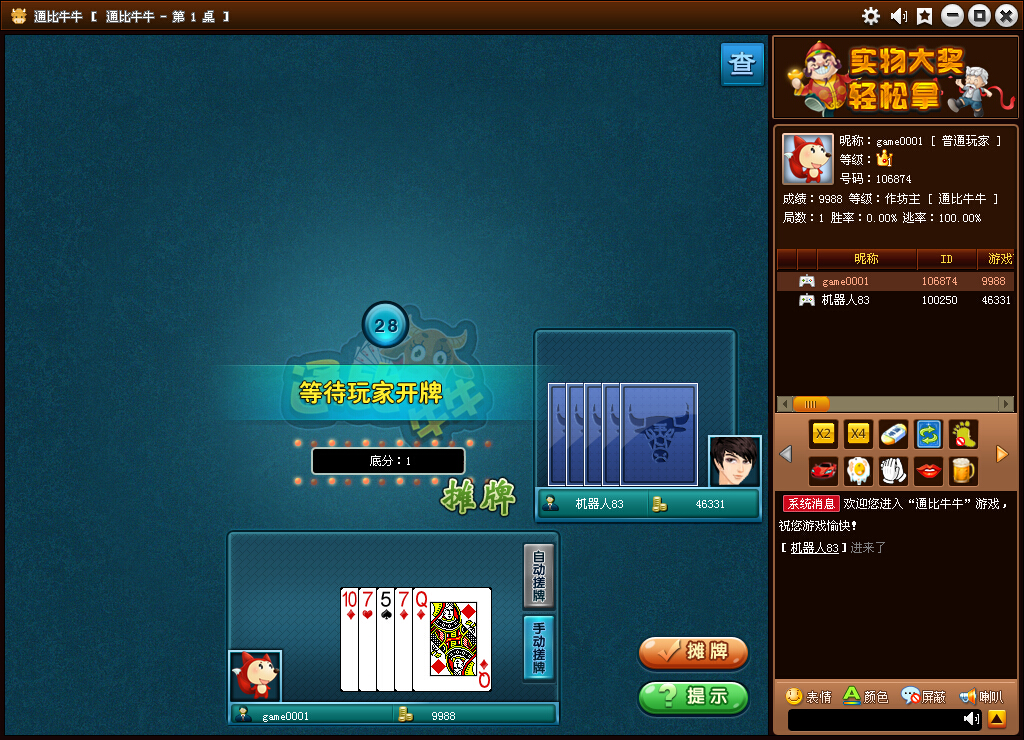 通比牛牛 [ 通比牛牛 - 第 1 桌 ]
查
实物大奖
轻松拿
昵称：game0001 [ 普通玩家 ]
等级：
号码：106874
成绩：9988 等级：作坊主 [ 通比牛牛 ]
局数：1 胜率：0.00% 逃率：100.00%
昵称 ID 游戏
game0001 106874 9988
机器人83 100250 46331
28
通比牛牛
等待玩家开牌
底分：1
摊牌
机器人83 46331
X2 X4
系统消息 欢迎您进入“通比牛牛”游戏，
祝您游戏愉快!
[ 机器人83 ] 进来了
自动搓牌
手动搓牌
10 7 5 7 Q
Q
摊牌
提示
game0001 9988
表情 颜色 屏蔽 喇叭